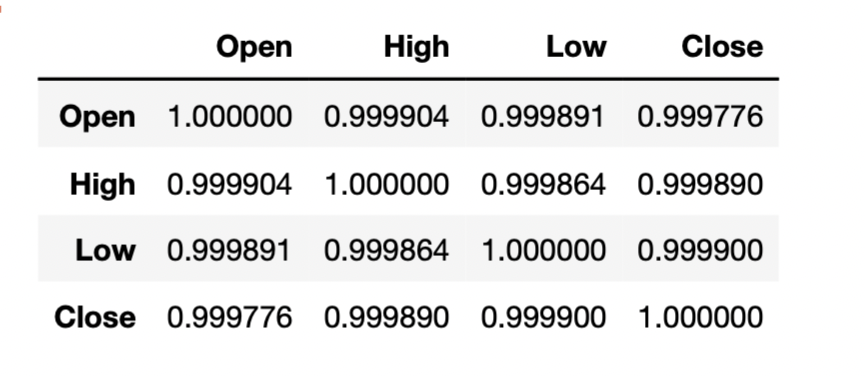 Open High Low Close
Open 1.000000 0.999904 0.999891 0.999776
High 0.999904 1.000000 0.999864 0.999890
Low 0.999891 0.999864 1.000000 0.999900
Close 0.999776 0.999890 0.999900 1.000000